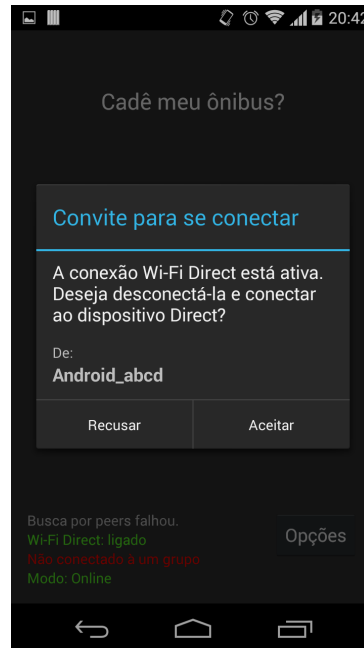 20:42
Cadê meu ônibus?
Convite para se conectar
A conexão Wi-Fi Direct está ativa.
Deseja desconectá-la e conectar
ao dispositivo Direct?
De:
Android_abcd
Recusar
Aceitar
Busca por peers falhou.
Wi-Fi Direct: ligado
Não conectado à um grupo.
Modo: Online
Opções